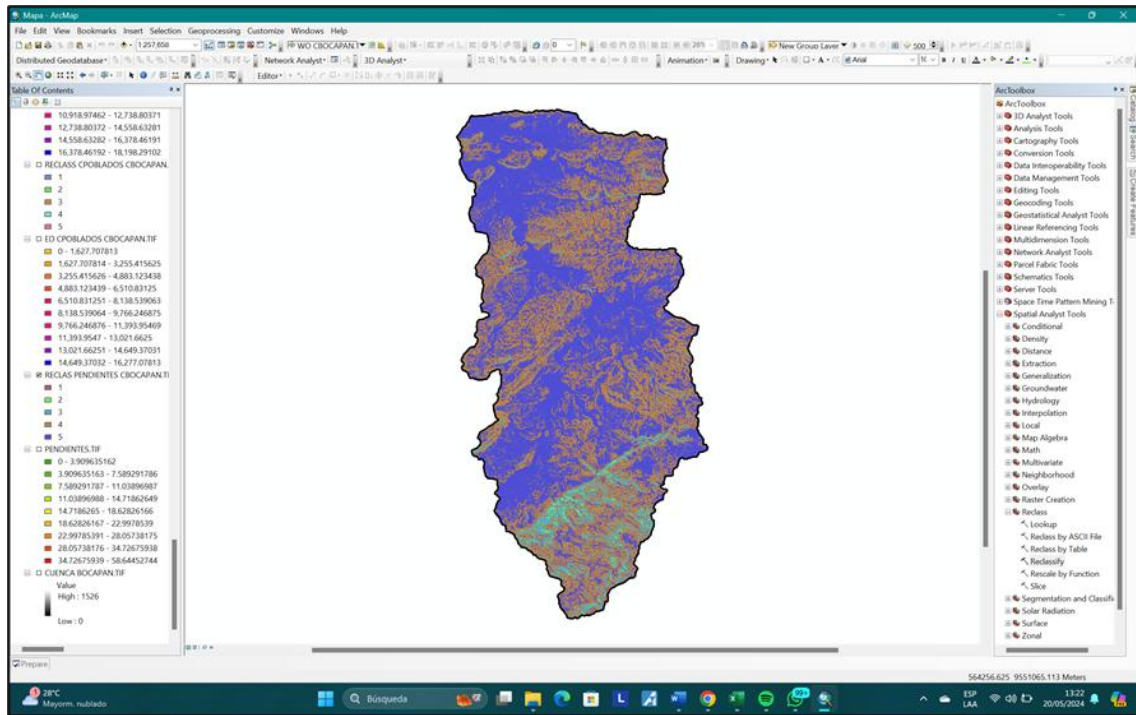 Mapa - ArcMap
File Edit View Bookmarks Insert Selection Geoprocessing Customize Windows Help
1:257,658
WO CBOCAPAN.T
New Group Layer
500
Distributed Geodatabase
Network Analyst
3D Analyst
Animation
Drawing
Arial
Editor
Table Of Contents
10,918.97462 - 12,738.80371
12,738.80372 - 14,558.63281
14,558.63282 - 16,378.46191
16,378.46192 - 18,198.29102
RECLASS CPOBLADOS CBOCAPAN.
1
2
3
4
5
ED CPOBLADOS CBOCAPAN.TIF
0 - 1,627.707813
1,627.707814 - 3,255.415625
3,255.415626 - 4,883.123438
4,883.123439 - 6,510.83125
6,510.831251 - 8,138.539063
8,138.539064 - 9,766.246875
9,766.246876 - 11,393.95469
11,393.9547 - 13,021.6625
13,021.66251 - 14,649.37031
14,649.37032 - 16,277.07813
RECLAS PENDIENTES CBOCAPAN.TI
1
2
3
4
5
PENDIENTES.TIF
0 - 3.909635162
3.909635163 - 7.589291786
7.589291787 - 11.03896987
11.03896988 - 14.71862649
14.7186265 - 18.62826166
18.62826167 - 22.9978539
22.99785391 - 28.05738175
28.05738176 - 34.72675938
34.72675939 - 58.64452744
CUENCA BOCAPAN.TIF
Value
High : 1526
Low : 0
Prepare
ArcToolbox
ArcToolbox
3D Analyst Tools
Analysis Tools
Cartography Tools
Conversion Tools
Data Interoperability Tools
Data Management Tools
Editing Tools
Geocoding Tools
Geostatistical Analyst Tools
Linear Referencing Tools
Multidimension Tools
Network Analyst Tools
Parcel Fabric Tools
Schematics Tools
Server Tools
Space Time Pattern Mining T
Spatial Analyst Tools
Conditional
Density
Distance
Extraction
Generalization
Groundwater
Hydrology
Interpolation
Local
Map Algebra
Math
Multivariate
Neighborhood
Overlay
Raster Creation
Reclass
Lookup
Reclass by ASCII File
Reclass by Table
Reclassify
Rescale by Function
Slice
Segmentation and Classifi
Solar Radiation
Surface
Zonal
Catalog
Search
Create Features
564256.625 9551065.113 Meters
28°C
Mayorm. nublado
Búsqueda
99+
ESP
LAA
13:22
20/05/2024